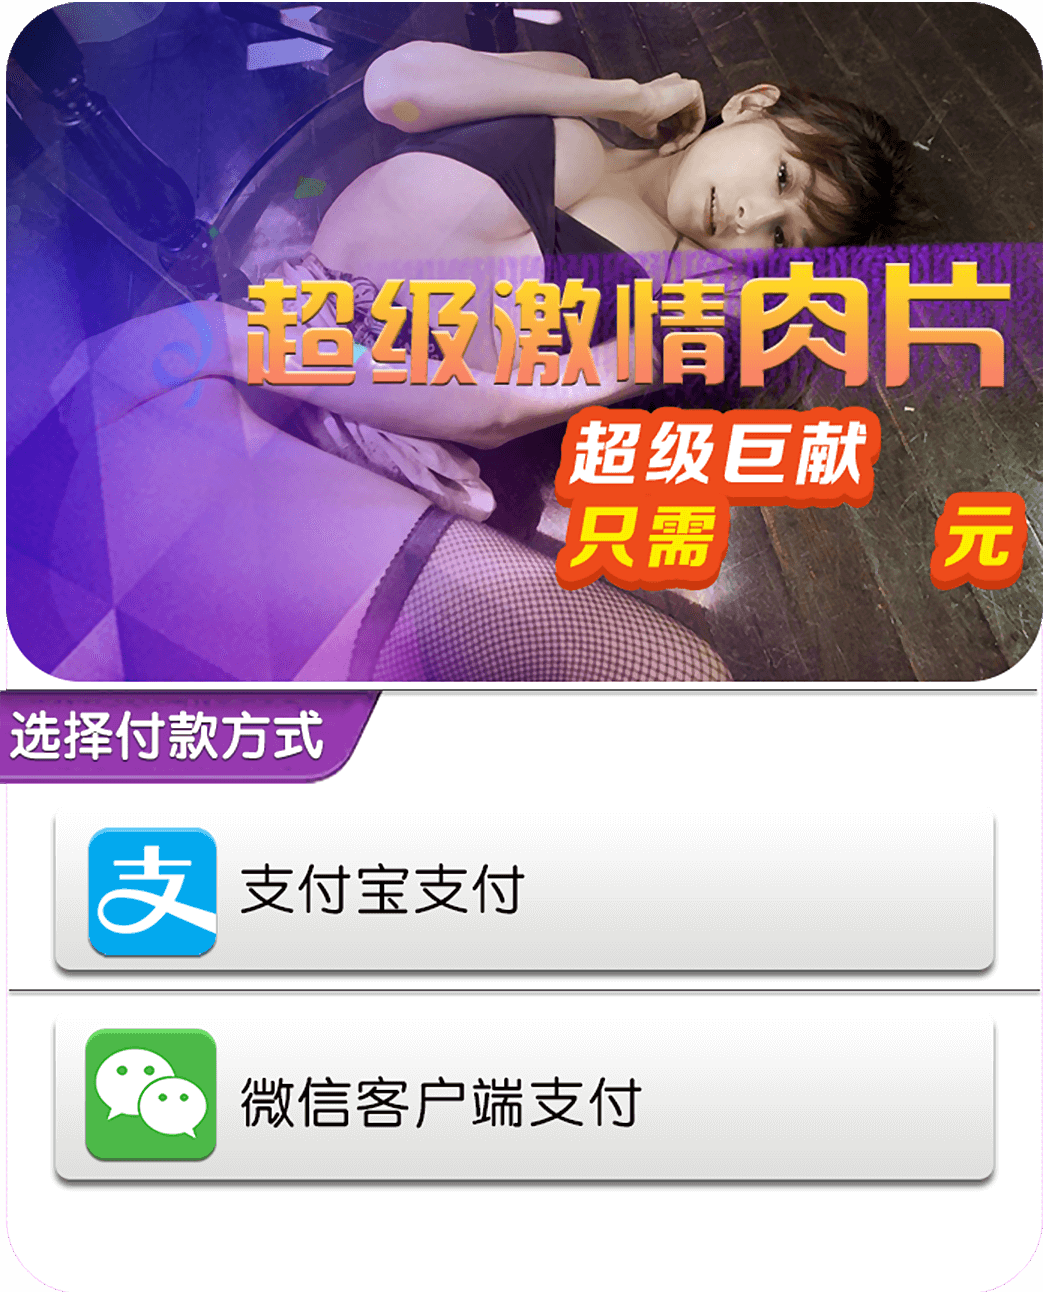 超级激情肉片
超级巨献
只需 元
选择付款方式
支
支付宝支付
微信客户端支付